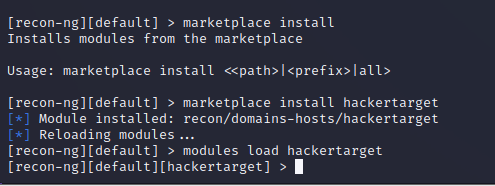 [recon-ng][default] > marketplace install
Installs modules from the marketplace
Usage: marketplace install <<path>|<prefix>|all>
[recon-ng][default] > marketplace install hackertarget
[*] Module installed: recon/domains-hosts/hackertarget
[*] Reloading modules...
[recon-ng][default] > modules load hackertarget
[recon-ng][default][hackertarget] >